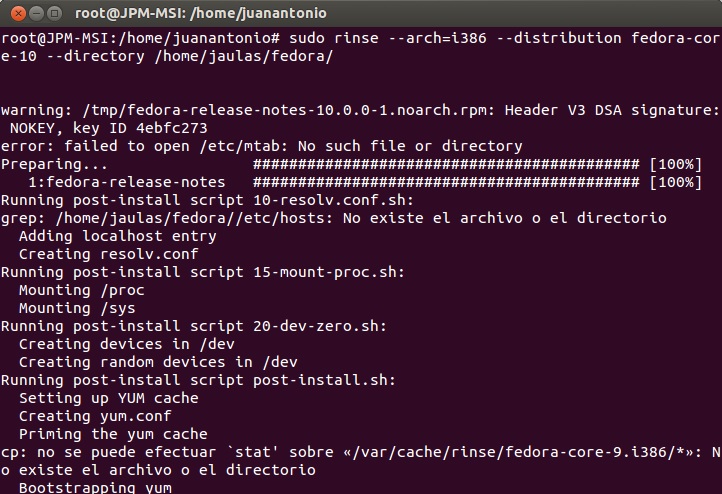 root@JPM-MSI: /home/juanantonio
root@JPM-MSI:/home/juanantonio# sudo rinse --arch=i386 --distribution fedora-cor
e-10 --directory /home/jaulas/fedora/
warning: /tmp/fedora-release-notes-10.0.0-1.noarch.rpm: Header V3 DSA signature:
 NOKEY, key ID 4ebfc273
error: failed to open /etc/mtab: No such file or directory
Preparing...                ########################################### [100%]
   1:fedora-release-notes   ########################################### [100%]
Running post-install script 10-resolv.conf.sh:
grep: /home/jaulas/fedora//etc/hosts: No existe el archivo o el directorio
  Adding localhost entry
  Creating resolv.conf
Running post-install script 15-mount-proc.sh:
  Mounting /proc
  Mounting /sys
Running post-install script 20-dev-zero.sh:
  Creating devices in /dev
  Creating random devices in /dev
Running post-install script post-install.sh:
  Setting up YUM cache
  Creating yum.conf
  Priming the yum cache
cp: no se puede efectuar `stat' sobre «/var/cache/rinse/fedora-core-9.i386/*»: N
o existe el archivo o el directorio
  Bootstrapping yum